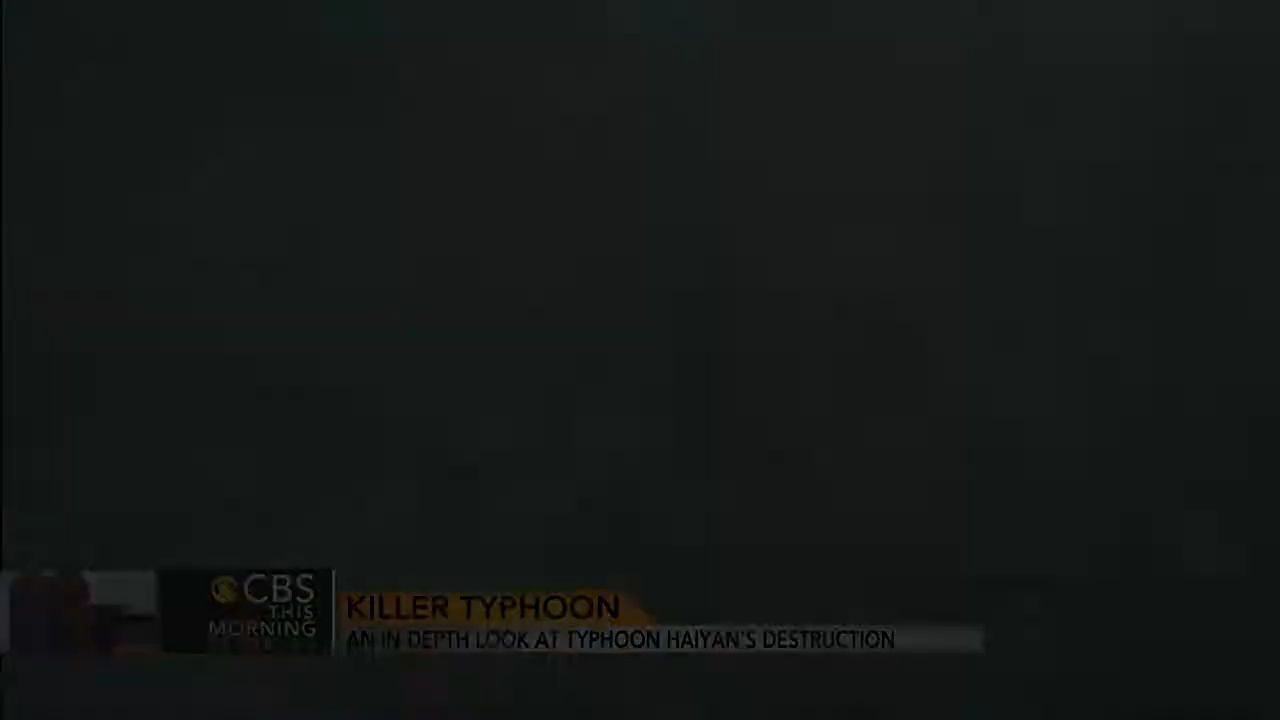 CBS
THIS
MORNING
KILLER TYPHOON
AN IN DEPTH LOOK AT TYPHOON HAIYAN'S DESTRUCTION